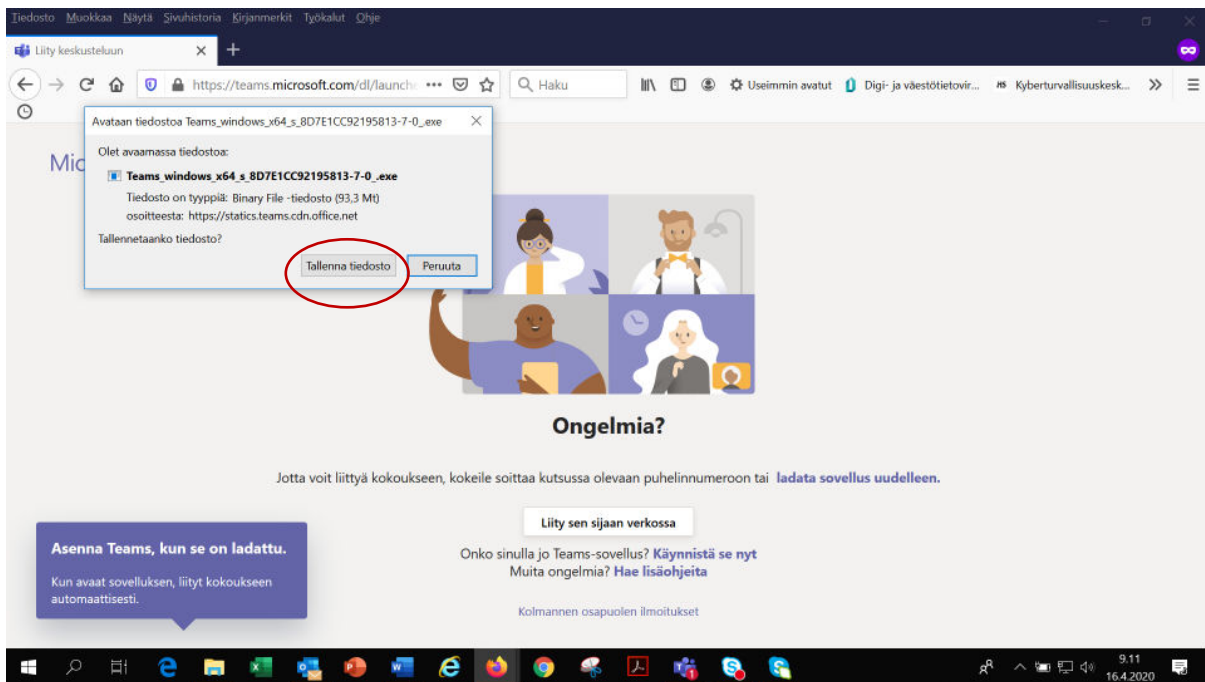 Tiedosto Muokkaa Näytä Sivuhistoria Kirjanmerkit Työkalut Ohje
Liity keskusteluun
https://teams.microsoft.com/dl/launche
Haku
Useimmin avatut
Digi- ja väestötietovir...
Kyberturvallisuuskesk...
Avataan tiedostoa Teams_windows_x64_s_8D7E1CC92195813-7-0_.exe
Olet avaamassa tiedostoa:
Teams_windows_x64_s_8D7E1CC92195813-7-0_.exe
Tiedosto on tyyppiä: Binary File -tiedosto (93,3 Mt)
osoitteesta: https://statics.teams.cdn.office.net
Tallennetaanko tiedosto?
Tallenna tiedosto
Peruuta
Mic
Ongelmia?
Jotta voit liittyä kokoukseen, kokeile soittaa kutsussa olevaan puhelinnumeroon tai ladata sovellus uudelleen.
Liity sen sijaan verkossa
Onko sinulla jo Teams-sovellus? Käynnistä se nyt
Muita ongelmia? Hae lisäohjeita
Kolmannen osapuolen ilmoitukset
Asenna Teams, kun se on ladattu.
Kun avaat sovelluksen, liityt kokoukseen
automaattisesti.
9.11
16.4.2020